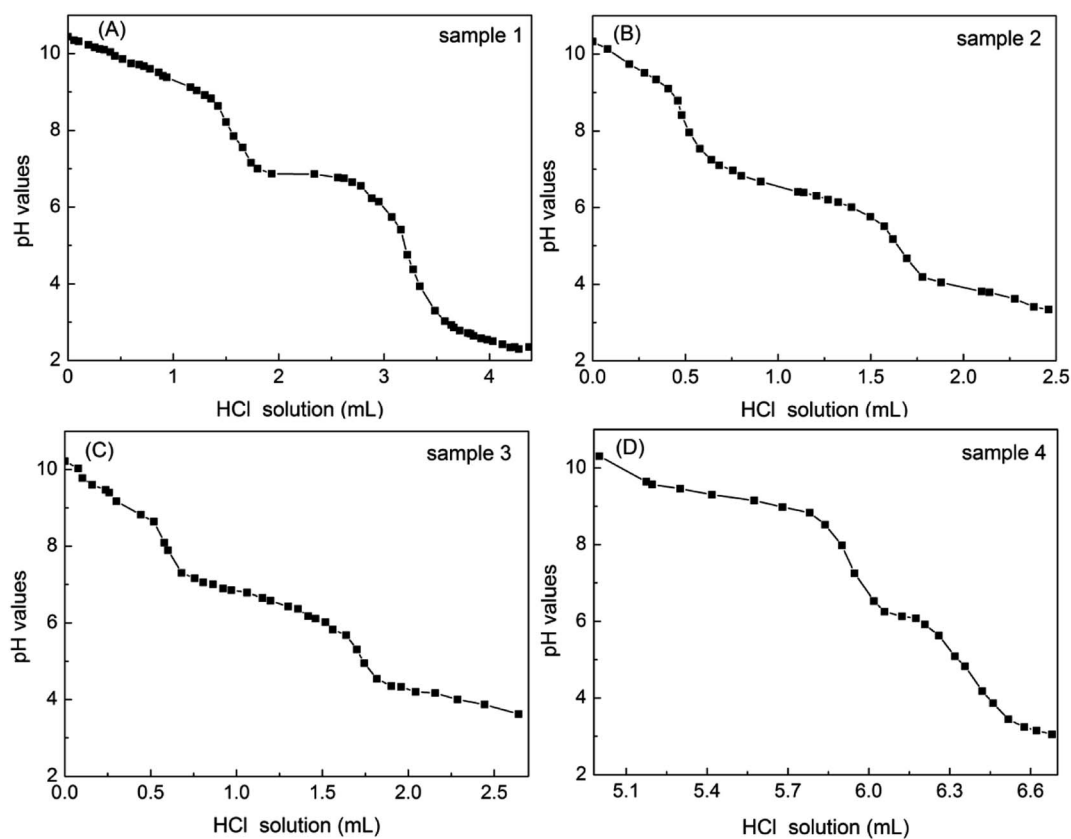 (A)
sample 1
10
8
6
4
2
0 1 2 3 4
pH values
HCl solution (mL)
(B)
sample 2
10
8
6
4
2
0.0 0.5 1.0 1.5 2.0 2.5
pH values
HCl solution (mL)
(C)
sample 3
10
8
6
4
2
0.0 0.5 1.0 1.5 2.0 2.5
pH values
HCl solution (mL)
(D)
sample 4
10
8
6
4
2
5.1 5.4 5.7 6.0 6.3 6.6
pH values
HCl solution (mL)